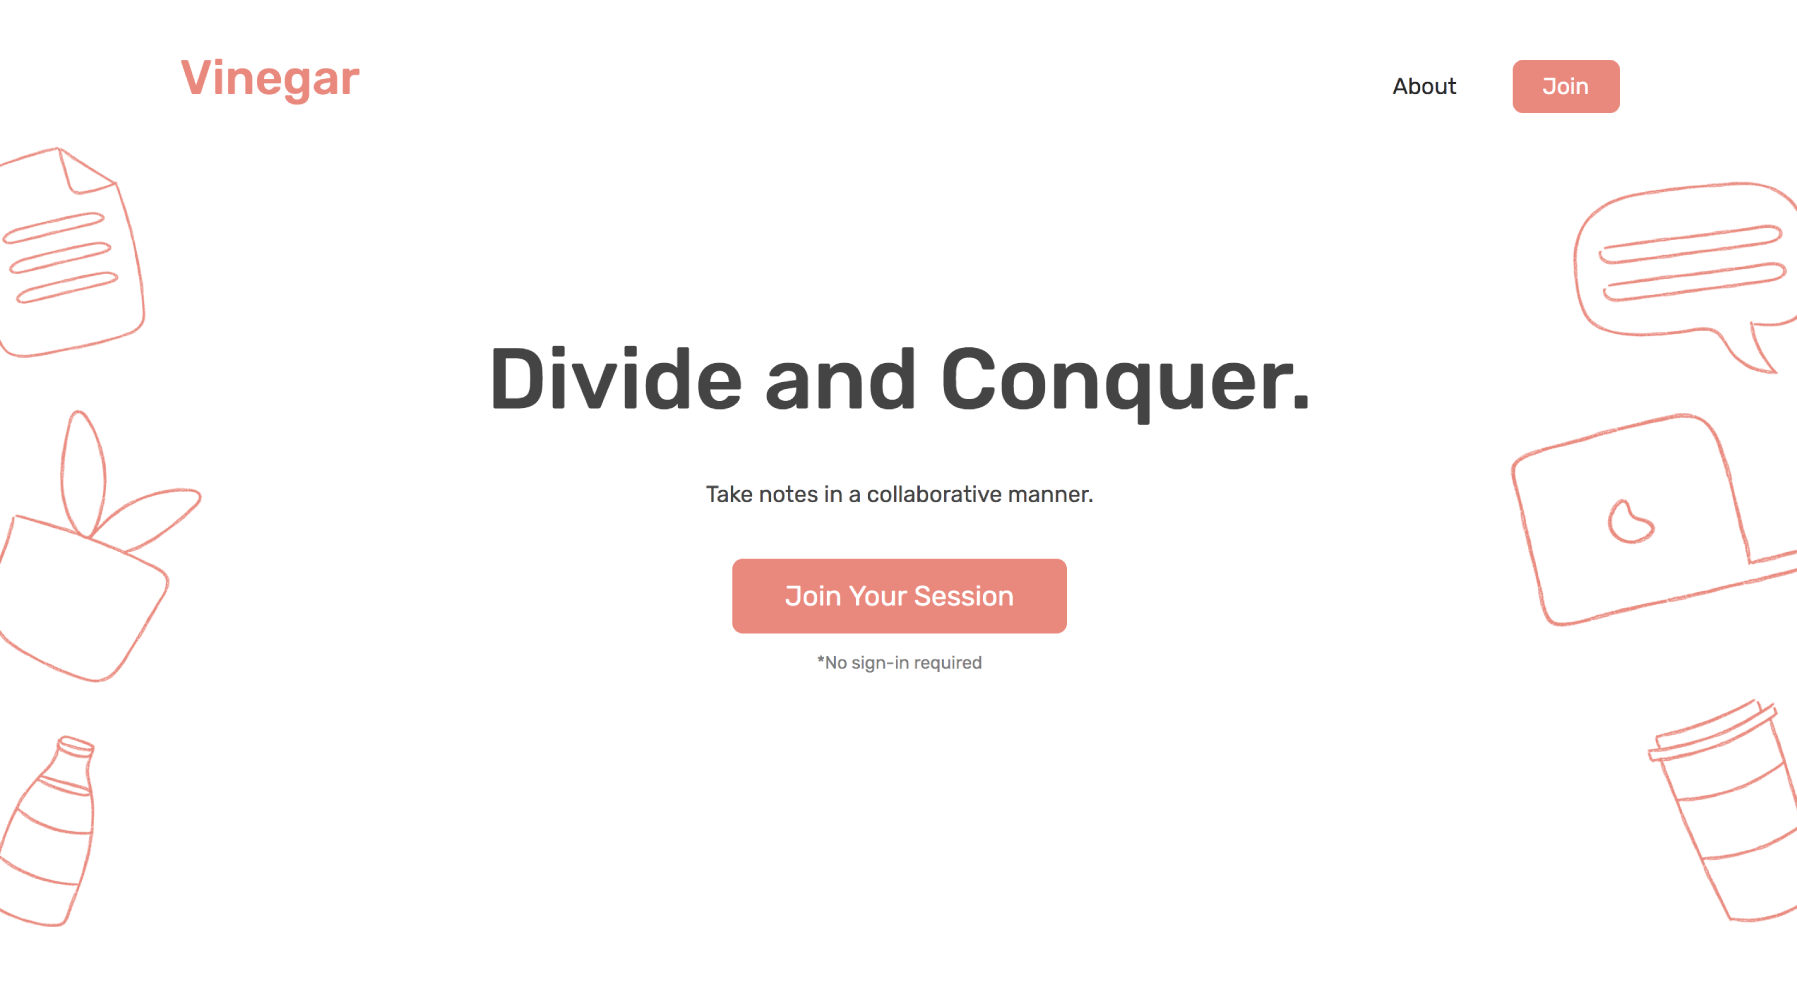 Vinegar
About
Join
Divide and Conquer.
Take notes in a collaborative manner.
Join Your Session
*No sign-in required